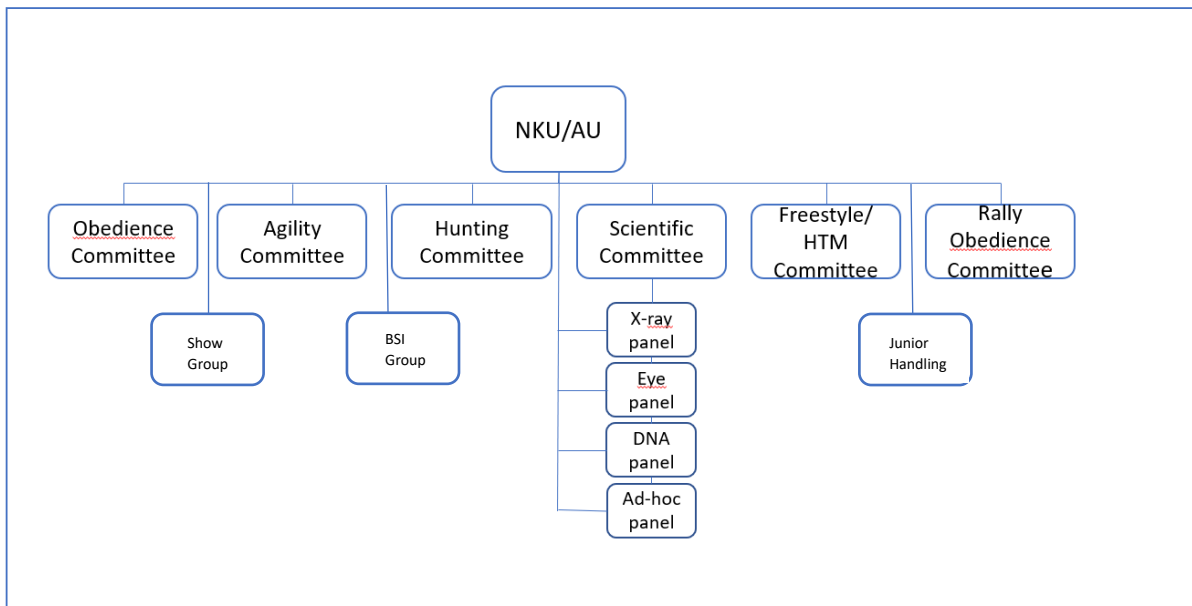 NKU/AU
Obedience
Committee
Agility
Committee
Hunting
Committee
Scientific
Committee
Freestyle/
HTM
Committee
Rally
Obedience
Committee
Show
Group
BSI
Group
X-ray
panel
Eye
panel
DNA
panel
Ad-hoc
panel
Junior
Handling